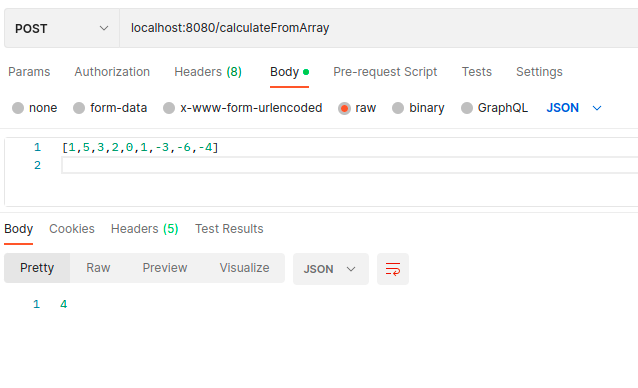 POST localhost:8080/calculateFromArray
Params Authorization Headers (8) Body Pre-request Script Tests Settings
none form-data x-www-form-urlencoded raw binary GraphQL JSON
1 [1,5,3,2,0,1,-3,-6,-4]
2
Body Cookies Headers (5) Test Results
Pretty Raw Preview Visualize JSON
1 4